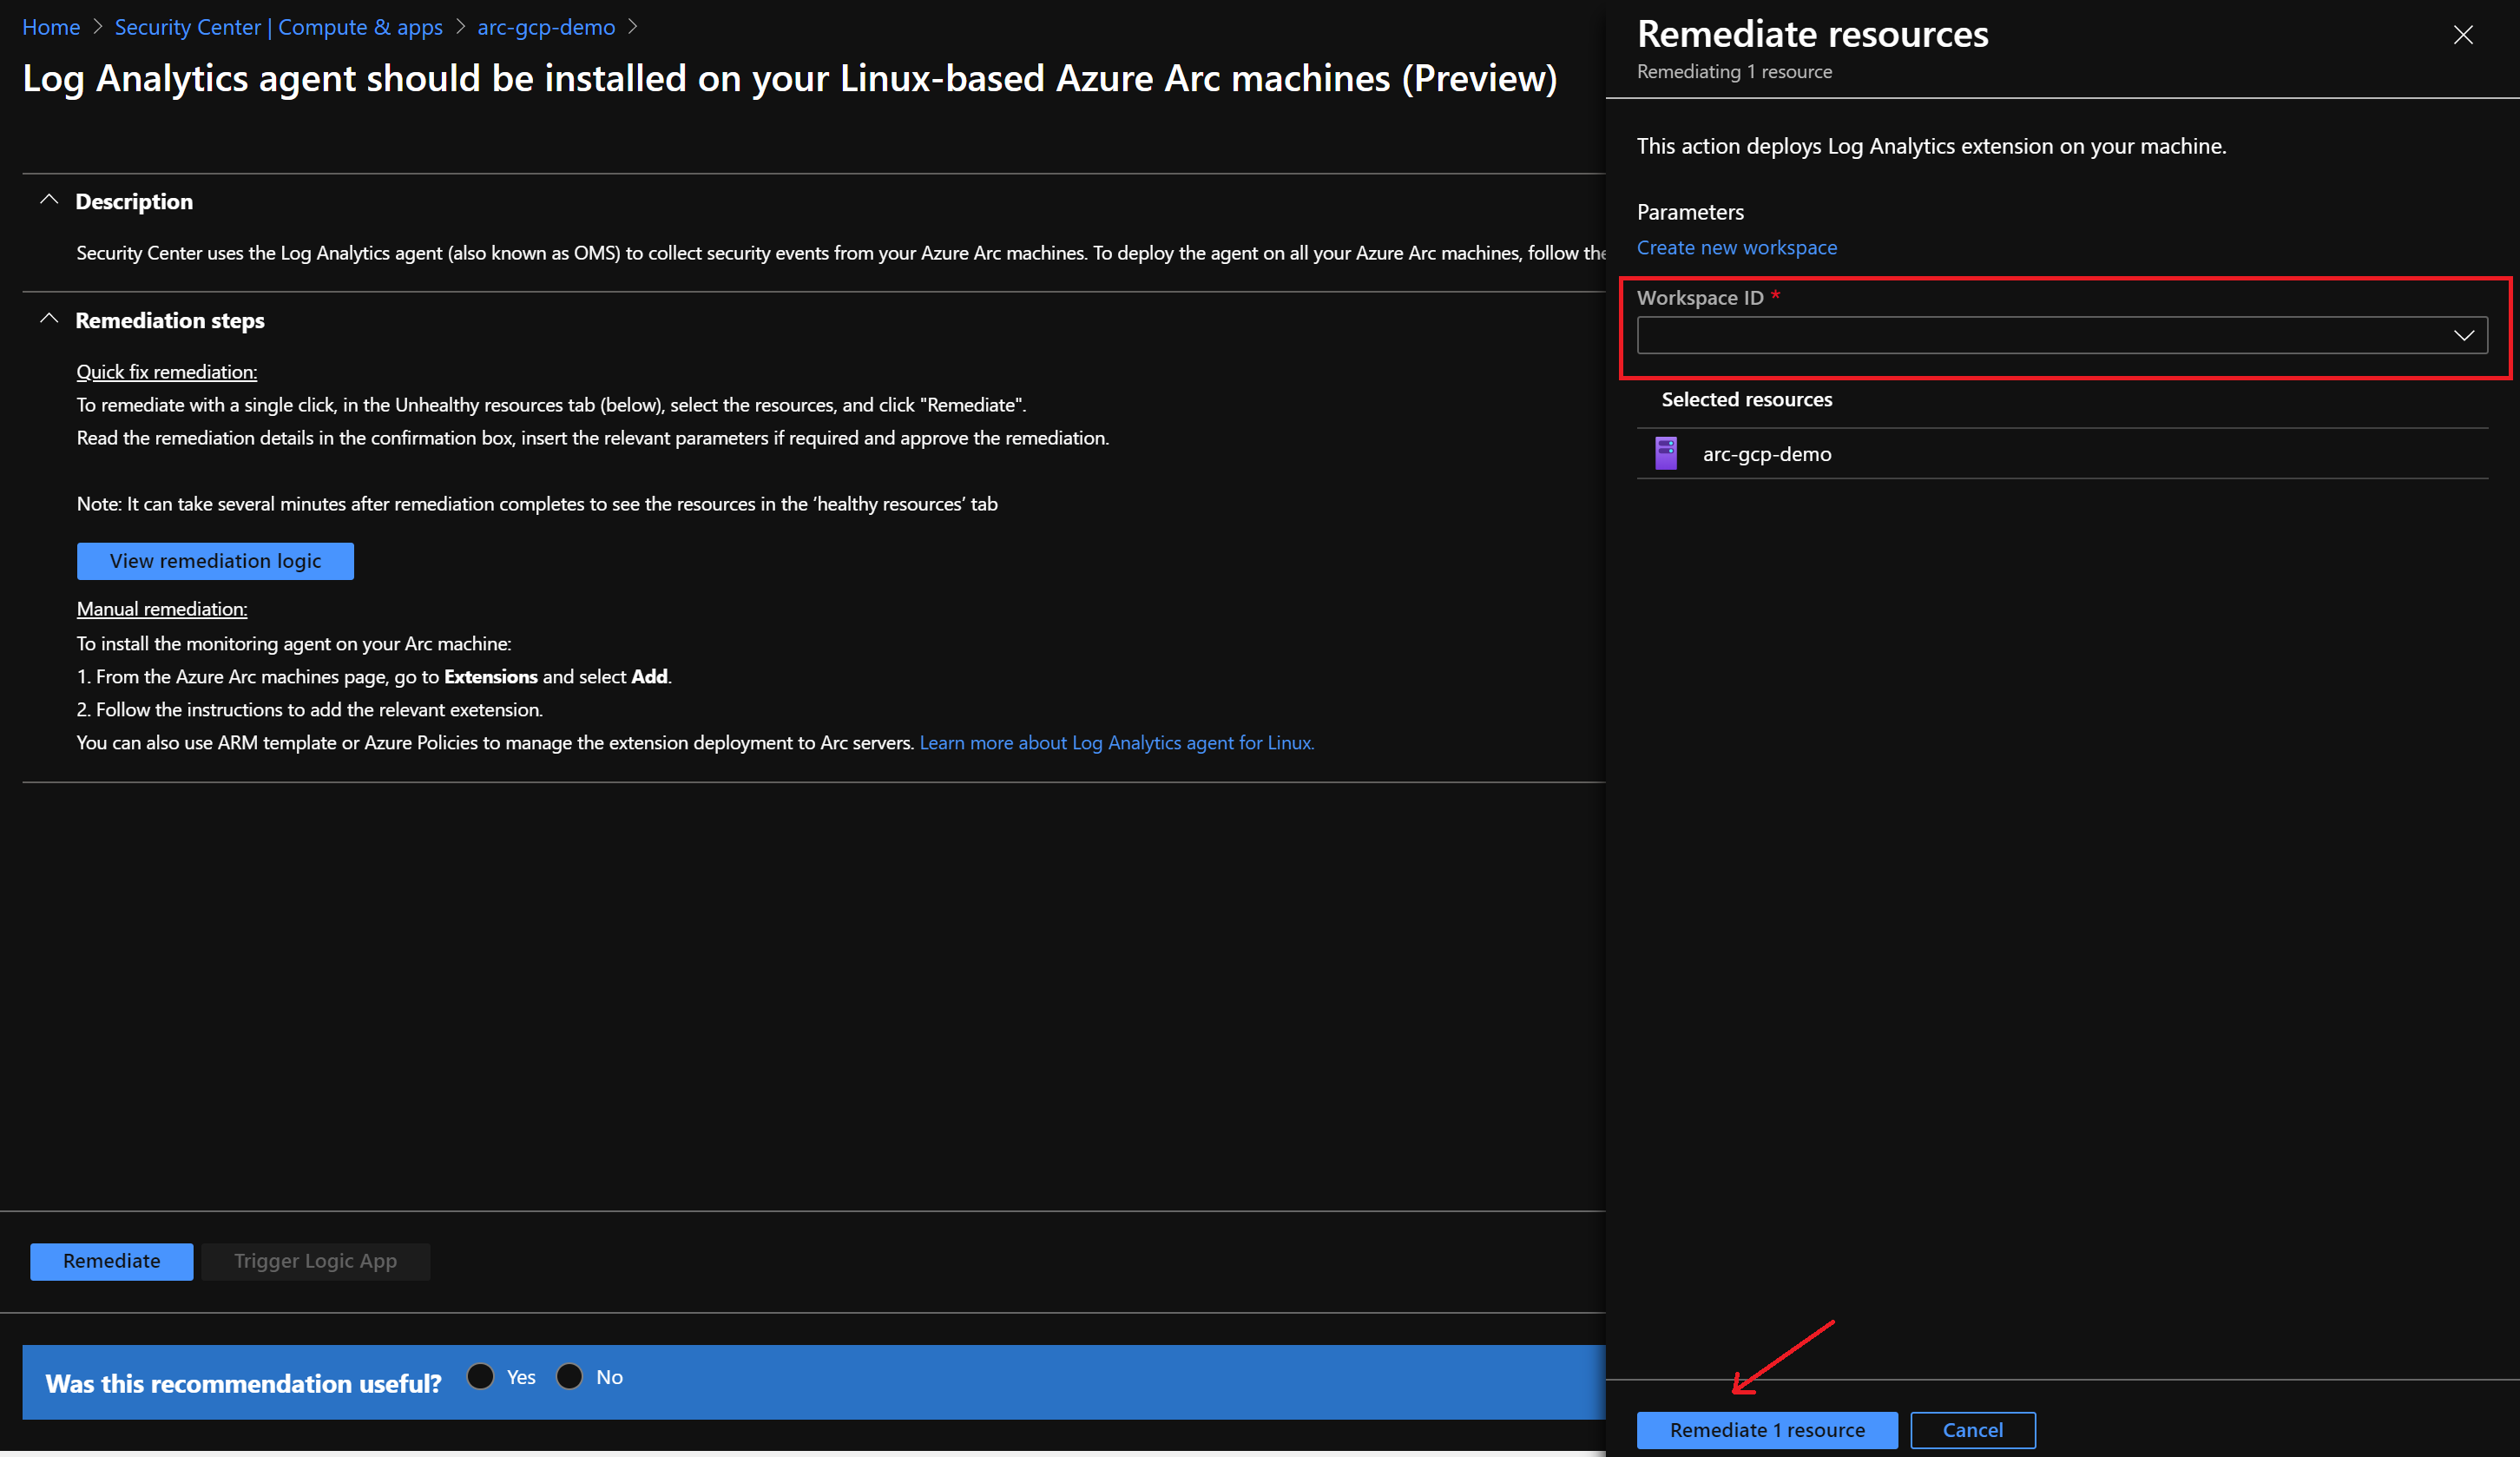 Home > Security Center | Compute & apps > arc-gcp-demo >
Log Analytics agent should be installed on your Linux-based Azure Arc machines (Preview)
Description
Security Center uses the Log Analytics agent (also known as OMS) to collect security events from your Azure Arc machines. To deploy the agent on all your Azure Arc machines, follow the
Remediation steps
Quick fix remediation:
To remediate with a single click, in the Unhealthy resources tab (below), select the resources, and click "Remediate".
Read the remediation details in the confirmation box, insert the relevant parameters if required and approve the remediation.
Note: It can take several minutes after remediation completes to see the resources in the ‘healthy resources’ tab
View remediation logic
Manual remediation:
To install the monitoring agent on your Arc machine:
1. From the Azure Arc machines page, go to Extensions and select Add.
2. Follow the instructions to add the relevant exetension.
You can also use ARM template or Azure Policies to manage the extension deployment to Arc servers. Learn more about Log Analytics agent for Linux.
Remediate
Trigger Logic App
Was this recommendation useful?
Yes
No
Remediate resources
Remediating 1 resource
This action deploys Log Analytics extension on your machine.
Parameters
Create new workspace
Workspace ID *
Selected resources
arc-gcp-demo
Remediate 1 resource
Cancel